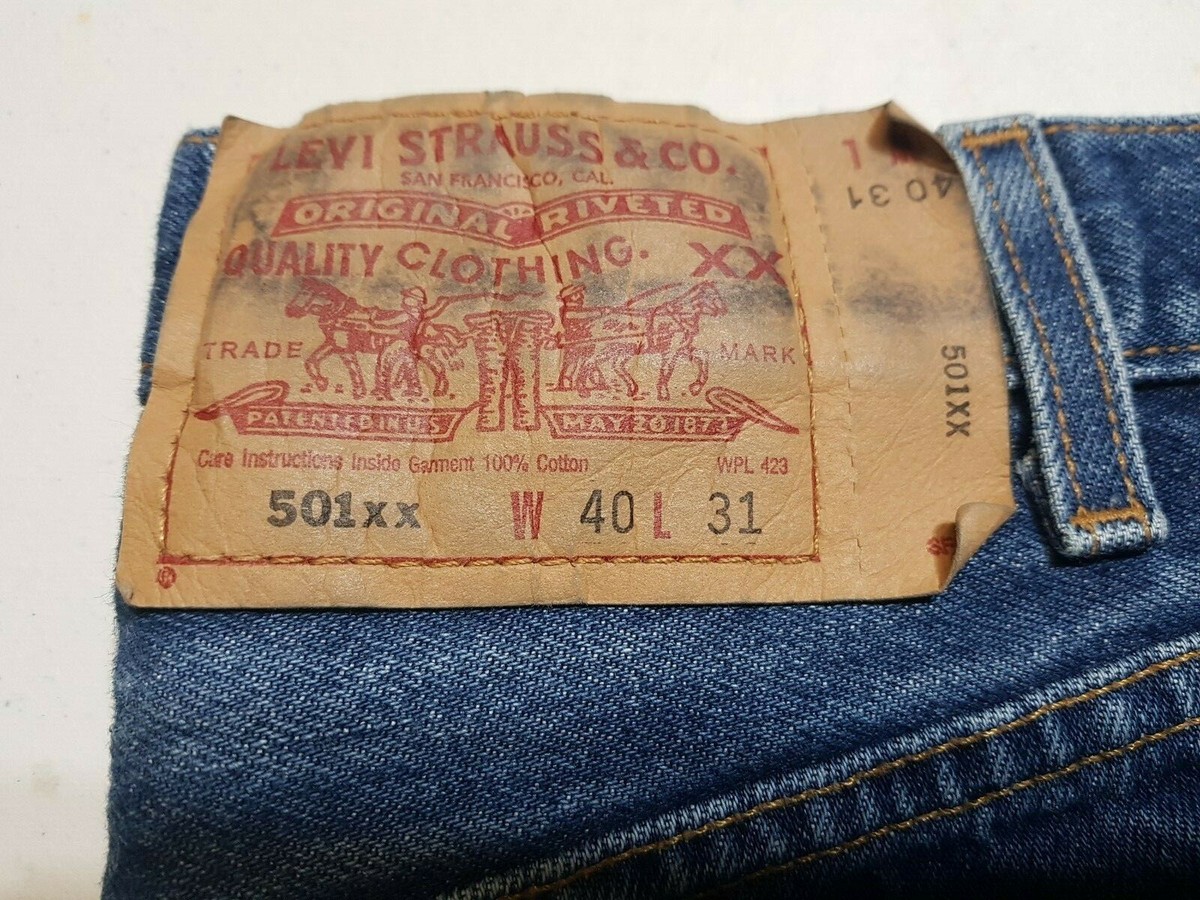 LEVI STRAUSS & CO.
SAN FRANCISCO, CAL.
ORIGINAL RIVETED
QUALITY CLOTHING. XX
TRADE MARK
PATENTED IN U.S. MAY 20 1873
Care Instructions Inside Garment 100% Cotton WPL 423
501xx W 40 L 31
®
40 31
501XX